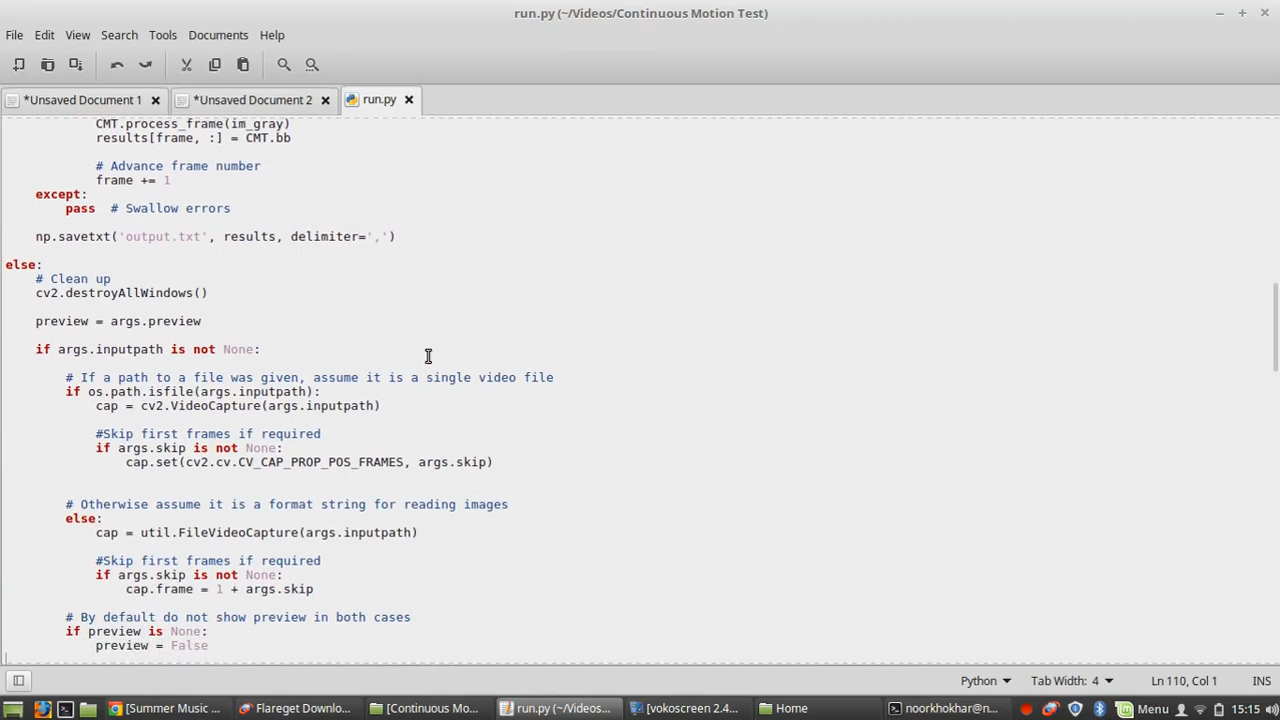 run.py (~/Videos/Continuous Motion Test)
File Edit View Search Tools Documents Help
*Unsaved Document 1 *Unsaved Document 2 run.py
CMT.process_frame(im_gray)
results[frame, :] = CMT.bb
# Advance frame number
frame += 1
except:
pass # Swallow errors
np.savetxt('output.txt', results, delimiter=',')
else:
# Clean up
cv2.destroyAllWindows()
preview = args.preview
if args.inputpath is not None:
# If a path to a file was given, assume it is a single video file
if os.path.isfile(args.inputpath):
cap = cv2.VideoCapture(args.inputpath)
#Skip first frames if required
if args.skip is not None:
cap.set(cv2.cv.CV_CAP_PROP_POS_FRAMES, args.skip)
# Otherwise assume it is a format string for reading images
else:
cap = util.FileVideoCapture(args.inputpath)
#Skip first frames if required
if args.skip is not None:
cap.frame = 1 + args.skip
# By default do not show preview in both cases
if preview is None:
preview = False
Python Tab Width: 4 Ln 110, Col 1 INS
[Summer Music ... Flareget Downlo... [Continuous Mo... run.py (~/Videos... [vokoscreen 2.4... Home noorkhokhar@n... Menu 15:15